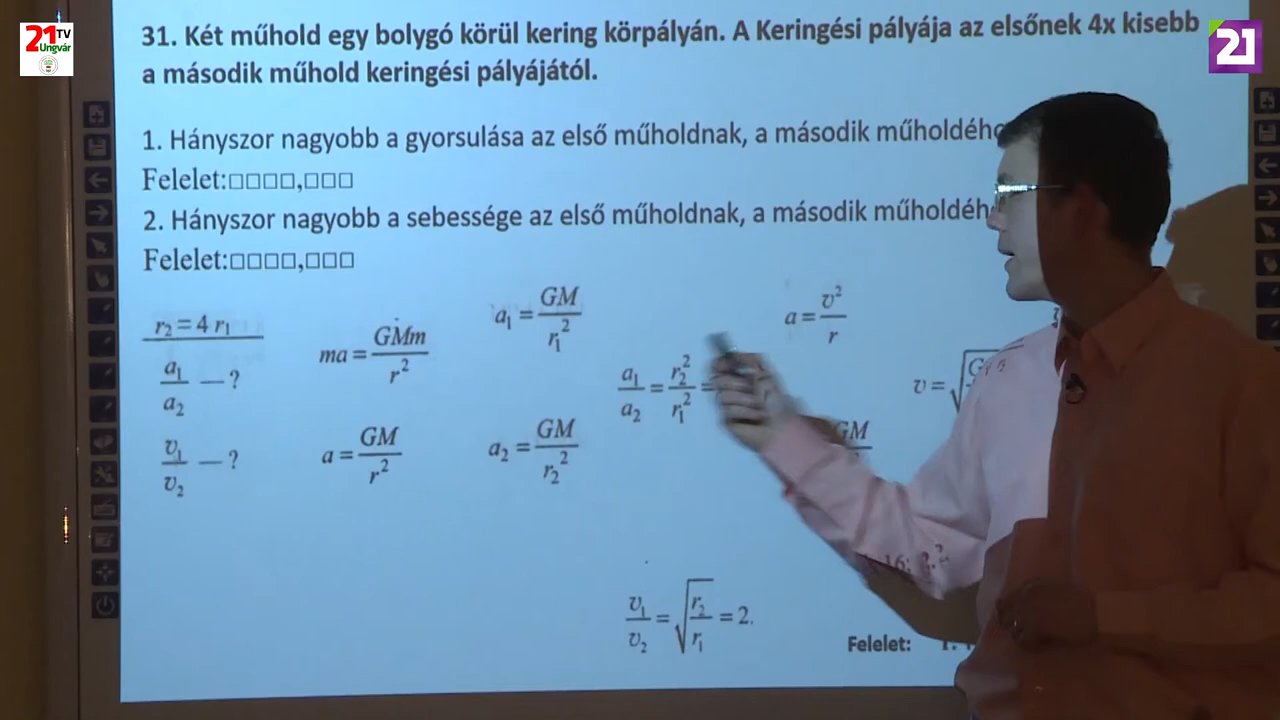 21 TV
Ungvár
21
31. Két műhold egy bolygó körül kering körpályán. A Keringési pályája az elsőnek 4x kisebb
a második műhold keringési pályájától.
1. Hányszor nagyobb a gyorsulása az első műholdnak, a második
Felelet:□□□□,□□□
2. Hányszor nagyobb a sebessége az első műholdnak, a második
Felelet:□□□□,□□□
r₂ = 4 r₁
a₁/a₂ — ?
v₁/v₂ — ?
ma = GMm/r²
a = GM/r²
a₁ = GM/r₁²
a₂ = GM/r₂²
a₁/a₂ = r₂²/r₁² =
a = v²/r
GM
v = √
v₁/v₂ = √r₂/r₁ = 2.
Felelet: 1.